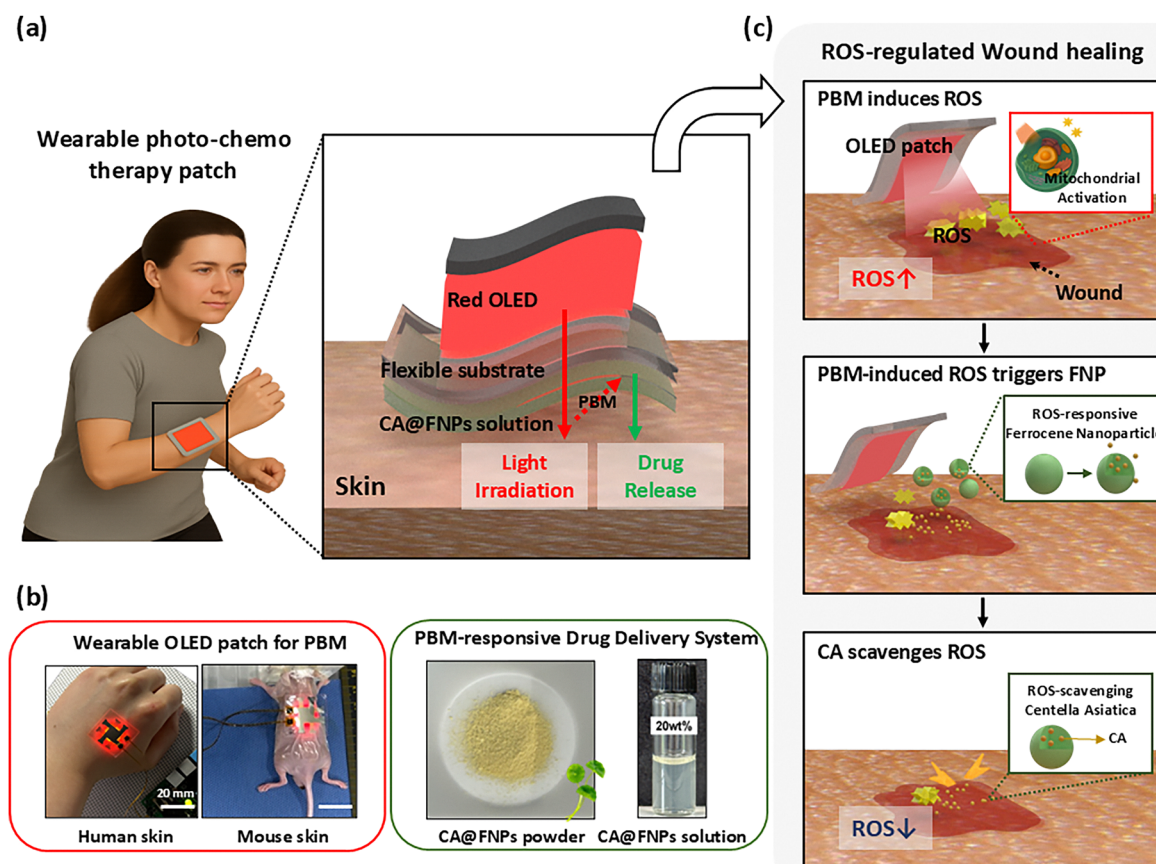 (a)
Wearable photo-chemo
therapy patch
Red OLED
Flexible substrate
PBM
CA@FNPs solution
Light
Irradiation
Drug
Release
Skin
(b)
Wearable OLED patch for PBM
20 mm
Human skin
Mouse skin
PBM-responsive Drug Delivery System
20wt%
CA@FNPs powder
CA@FNPs solution
(c)
ROS-regulated Wound healing
PBM induces ROS
OLED patch
Mitochondrial
Activation
ROS
ROS↑
Wound
PBM-induced ROS triggers FNP
ROS-responsive
Ferrocene Nanoparticle
CA scavenges ROS
ROS-scavenging
Centella Asiatica
CA
ROS↓